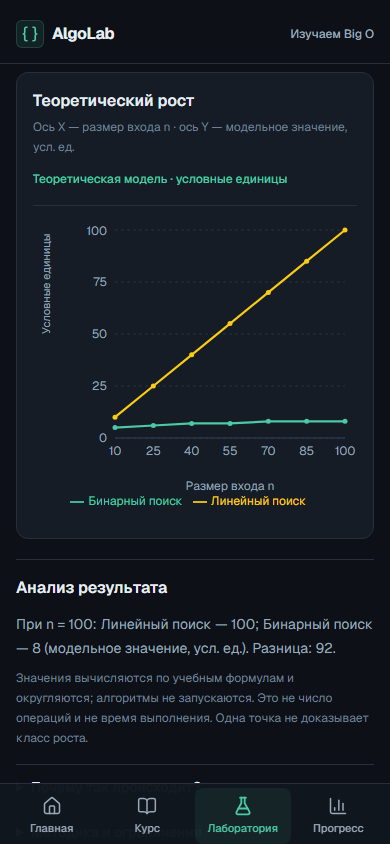 { } AlgoLab
Изучаем Big O
Теоретический рост
Ось X — размер входа n · ось Y — модельное значение,
усл. ед.
Теоретическая модель · условные единицы
Условные единицы
100
75
50
25
0
10 25 40 55 70 85 100
Размер входа n
Бинарный поиск Линейный поиск
Анализ результата
При n = 100: Линейный поиск — 100; Бинарный поиск
— 8 (модельное значение, усл. ед.). Разница: 92.
Значения вычисляются по учебным формулам и
округляются; алгоритмы не запускаются. Это не число
операций и не время выполнения. Одна точка не доказывает
класс роста.
Главная Курс Лаборатория Прогресс